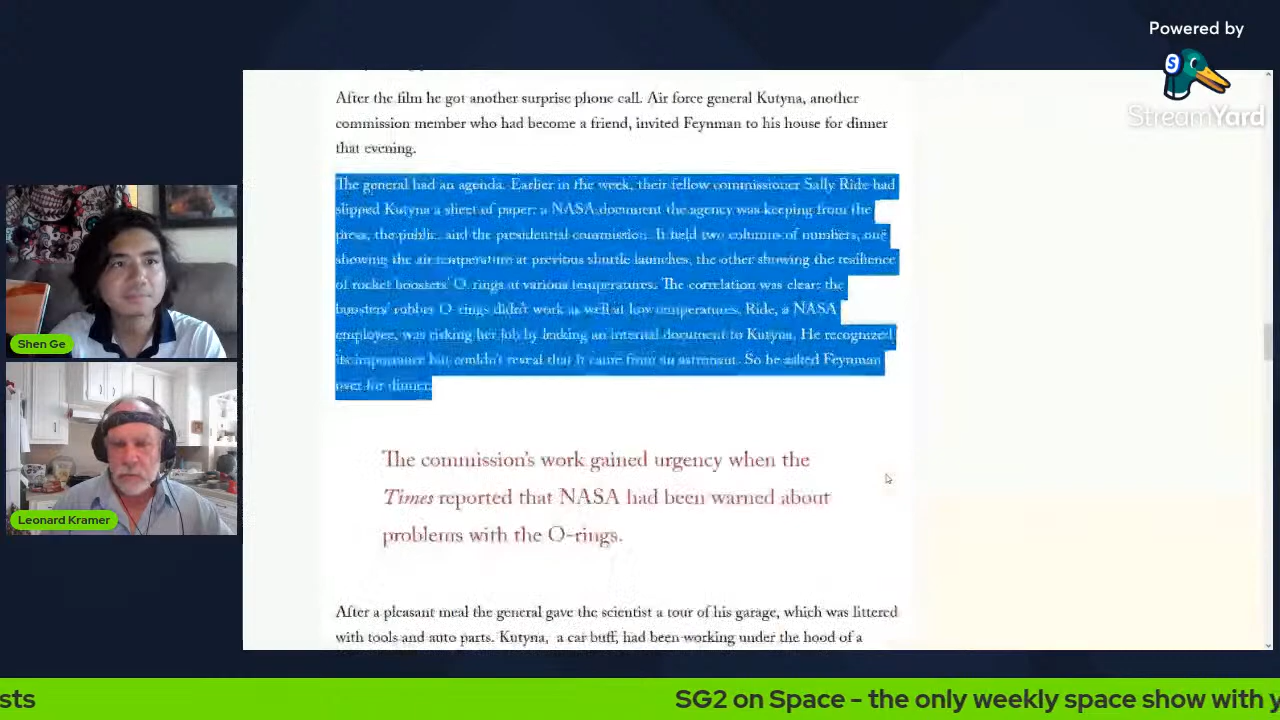 Powered by
StreamYard
After the film he got another surprise phone call. Air force general Kutyna, another
commission member who had become a friend, invited Feynman to his house for dinner
that evening.
The general had an agenda. Earlier in the week, their fellow commissioner Sally Ride had
slipped Kutyna a sheet of paper: a NASA document the agency was keeping from the
press, the public, and the presidential commission. It held two columns of numbers, one
showing the air temperature at previous shuttle launches, the other showing the resilience
of rocket boosters' O-rings at various temperatures. The correlation was clear: the
boosters' rubber O-rings didn't work as well at low temperatures. Ride, a NASA
employee, was risking her job by leaking an internal document to Kutyna. He recognized
its importance but couldn't reveal that it came from an astronaut. So he asked Feynman
over for dinner.
The commission's work gained urgency when the
Times reported that NASA had been warned about
problems with the O-rings.
After a pleasant meal the general gave the scientist a tour of his garage, which was littered
with tools and auto parts. Kutyna, a car buff, had been working under the hood of a
Shen Ge
Leonard Kramer
sts
SG2 on Space - the only weekly space show with y